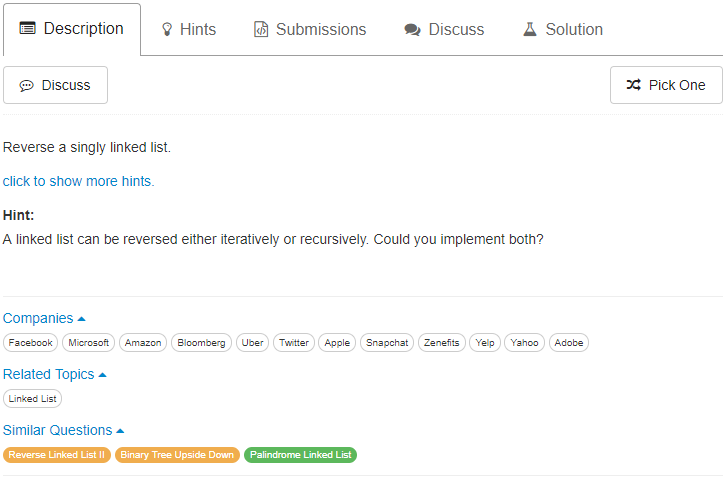 Description Hints Submissions Discuss Solution
Discuss Pick One
Reverse a singly linked list.
click to show more hints.
Hint:
A linked list can be reversed either iteratively or recursively. Could you implement both?
Companies
Facebook Microsoft Amazon Bloomberg Uber Twitter Apple Snapchat Zenefits Yelp Yahoo Adobe
Related Topics
Linked List
Similar Questions
Reverse Linked List II Binary Tree Upside Down Palindrome Linked List